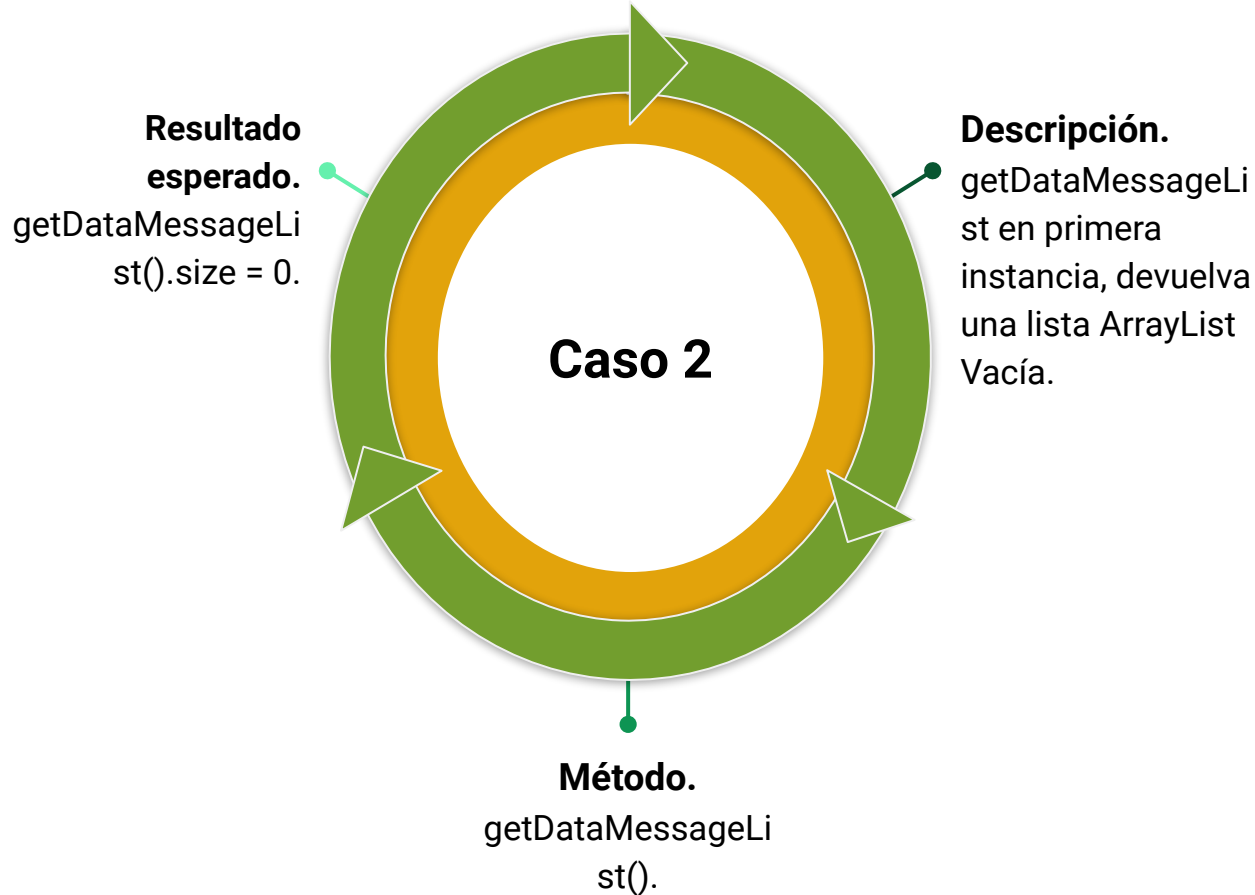 Resultado
esperado.
getDataMessageLi
st().size = 0.
Caso 2
Descripción.
getDataMessageLi
st en primera
instancia, devuelva
una lista ArrayList
Vacía.
Método.
getDataMessageLi
st().